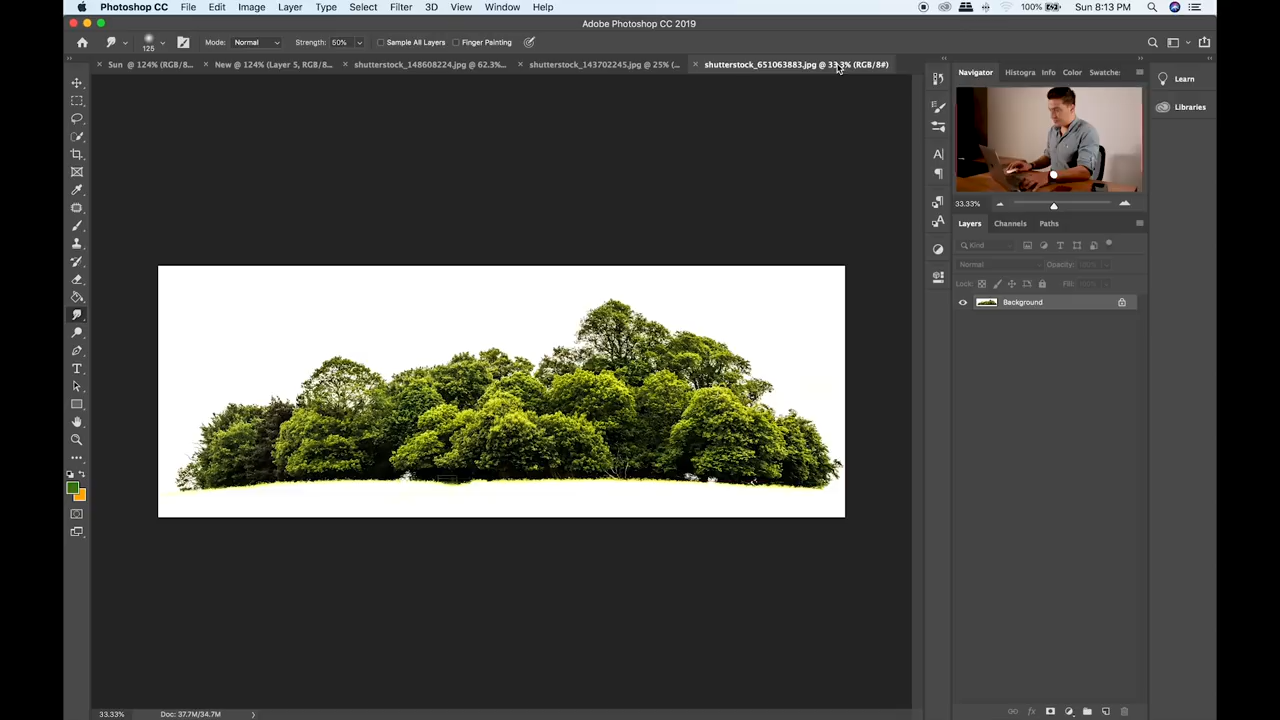 Photoshop CC File Edit Image Layer Type Select Filter 3D View Window Help 100% Sun 8:13 PM
Adobe Photoshop CC 2019
125 Mode: Normal Strength: 50% Sample All Layers Finger Painting
Sun @ 124% (RGB/8... New @ 124% (Layer 5, RGB/8... shutterstock_148608224.jpg @ 62.3%... shutterstock_143702245.jpg @ 25% (... shutterstock_651063883.jpg @ 33.3% (RGB/8#)
Navigator Histogra Info Color Swatche:
Learn
Libraries
33.33%
Layers Channels Paths
Kind
Normal Opacity: 100%
Lock: Fill: 100%
Background
33.33% Doc: 37.7M/34.7M